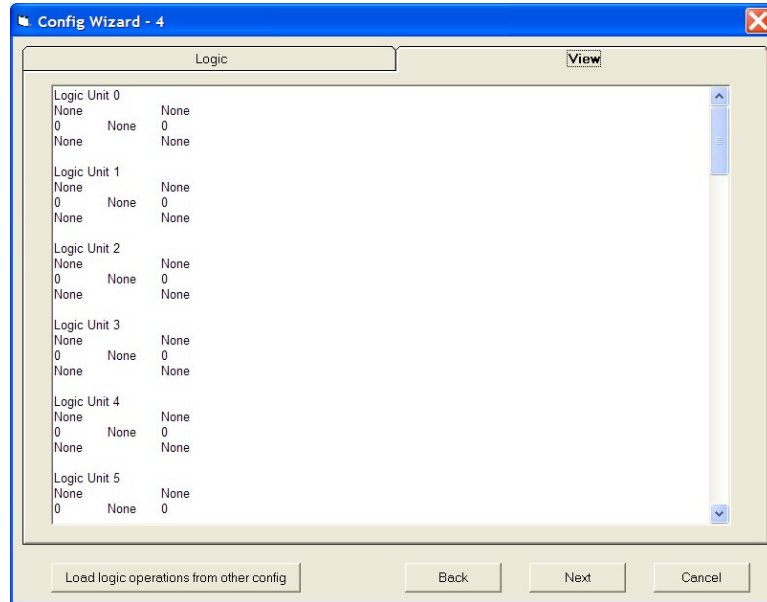 Config Wizard - 4
Logic View
Logic Unit 0
None None
0 None 0
None None
Logic Unit 1
None None
0 None 0
None None
Logic Unit 2
None None
0 None 0
None None
Logic Unit 3
None None
0 None 0
None None
Logic Unit 4
None None
0 None 0
None None
Logic Unit 5
None None
0 None 0
Load logic operations from other config Back Next Cancel